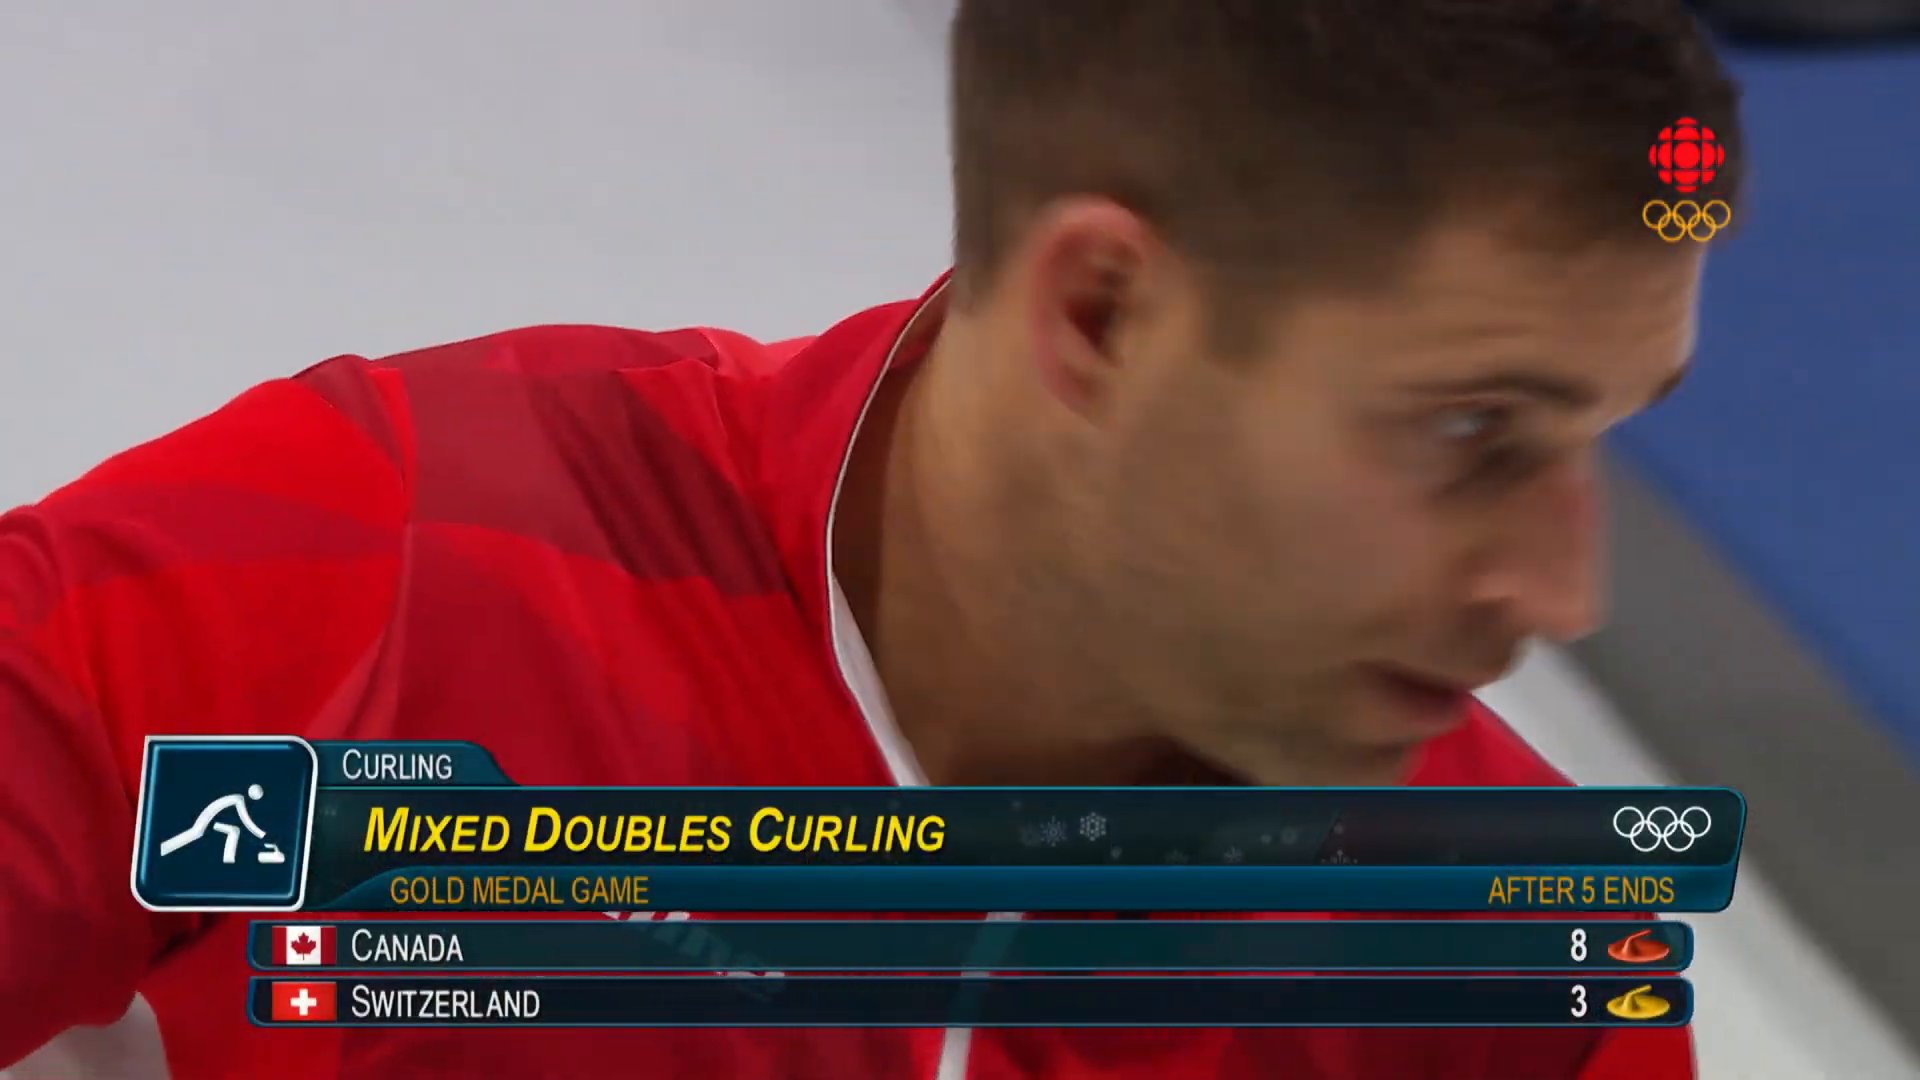 CURLING
MIXED DOUBLES CURLING
GOLD MEDAL GAME AFTER 5 ENDS
CANADA 8
SWITZERLAND 3